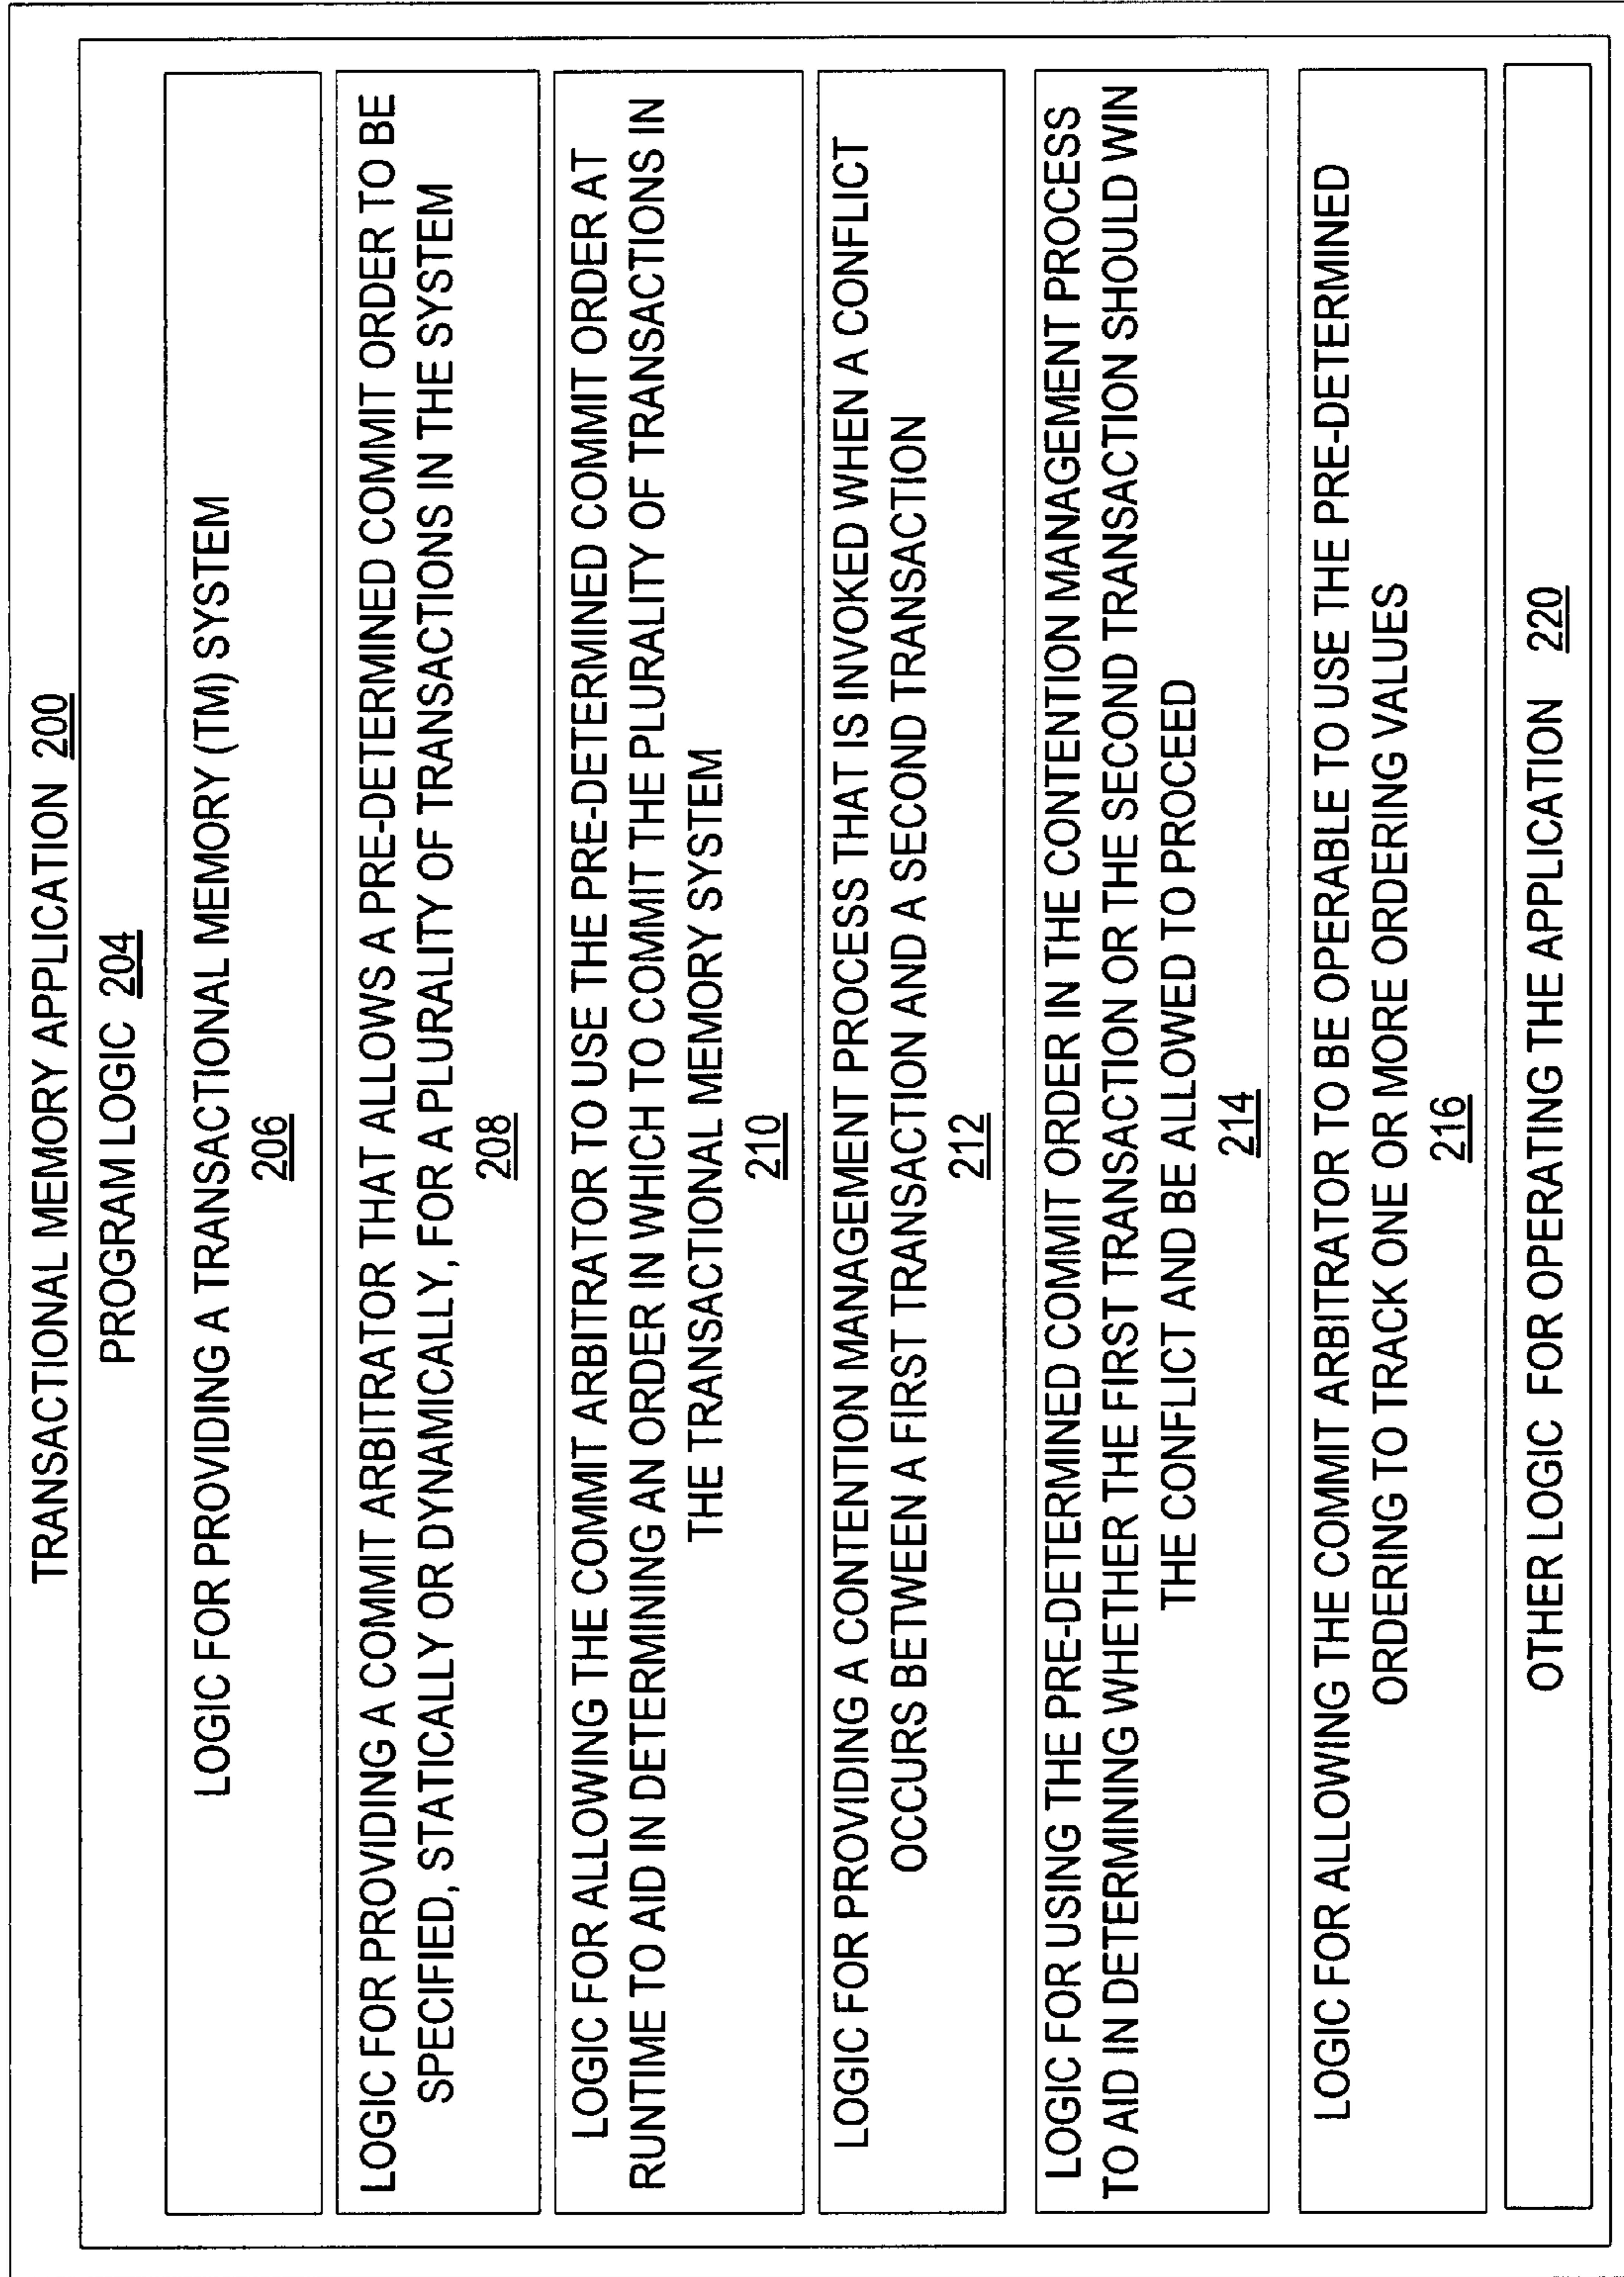 TRANSACTIONAL MEMORY APPLICATION 200
PROGRAM LOGIC 204
LOGIC FOR PROVIDING A TRANSACTIONAL MEMORY (TM) SYSTEM
206
LOGIC FOR PROVIDING A COMMIT ARBITRATOR THAT ALLOWS A PRE-DETERMINED COMMIT ORDER TO BE
SPECIFIED, STATICALLY OR DYNAMICALLY, FOR A PLURALITY OF TRANSACTIONS IN THE SYSTEM
208
LOGIC FOR ALLOWING THE COMMIT ARBITRATOR TO USE THE PRE-DETERMINED COMMIT ORDER AT
RUNTIME TO AID IN DETERMINING AN ORDER IN WHICH TO COMMIT THE PLURALITY OF TRANSACTIONS IN
THE TRANSACTIONAL MEMORY SYSTEM
210
LOGIC FOR PROVIDING A CONTENTION MANAGEMENT PROCESS THAT IS INVOKED WHEN A CONFLICT
OCCURS BETWEEN A FIRST TRANSACTION AND A SECOND TRANSACTION
212
LOGIC FOR USING THE PRE-DETERMINED COMMIT ORDER IN THE CONTENTION MANAGEMENT PROCESS
TO AID IN DETERMINING WHETHER THE FIRST TRANSACTION OR THE SECOND TRANSACTION SHOULD WIN
THE CONFLICT AND BE ALLOWED TO PROCEED
214
LOGIC FOR ALLOWING THE COMMIT ARBITRATOR TO BE OPERABLE TO USE THE PRE-DETERMINED
ORDERING TO TRACK ONE OR MORE ORDERING VALUES
216
OTHER LOGIC FOR OPERATING THE APPLICATION 220